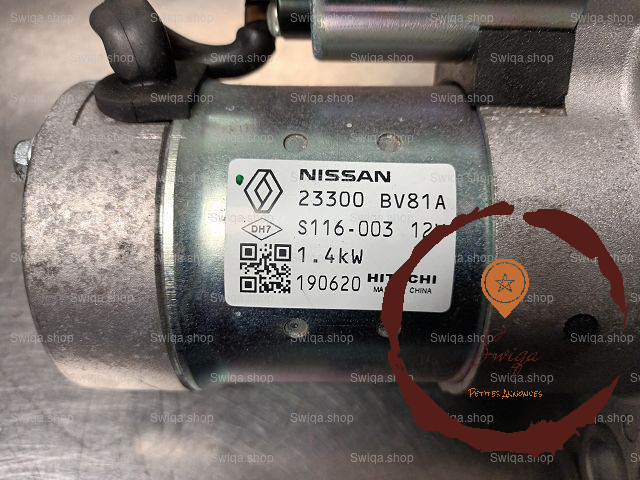 NISSAN
23300 BV81A
DH7
S116-003 12V
1.4kW
190620 HITACHI
MADE IN CHINA
Swiqa
PETITES ANNONCES
Swiqa.shop